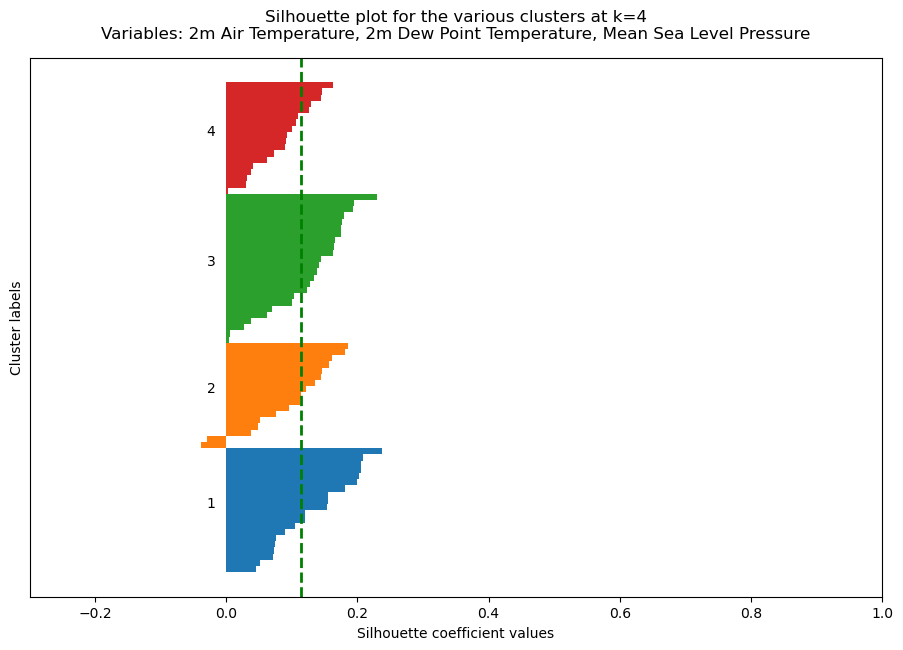 Silhouette plot for the various clusters at k=4
Variables: 2m Air Temperature, 2m Dew Point Temperature, Mean Sea Level Pressure
Cluster labels
4
3
2
1
−0.2 0.0 0.2 0.4 0.6 0.8 1.0
Silhouette coefficient values